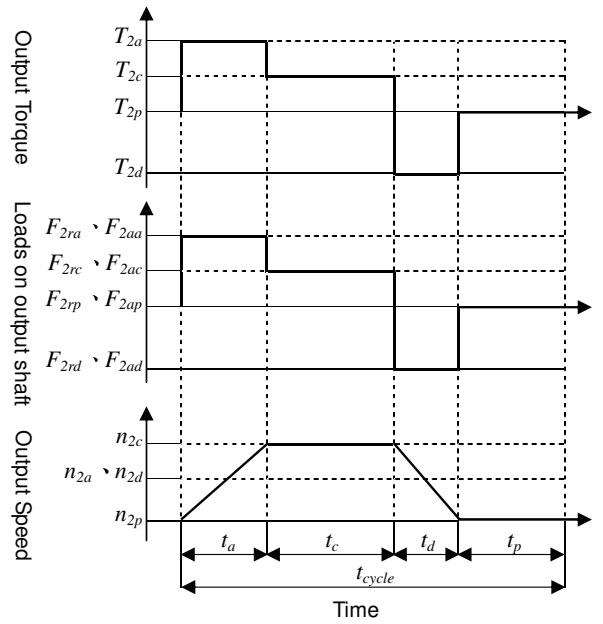 Output Torque
T2a
T2c
T2p
T2d
Loads on output shaft
F2ra、F2aa
F2rc、F2ac
F2rp、F2ap
F2rd、F2ad
Output Speed
n2c
n2a、n2d
n2p
ta tc td tp
tcycle
Time